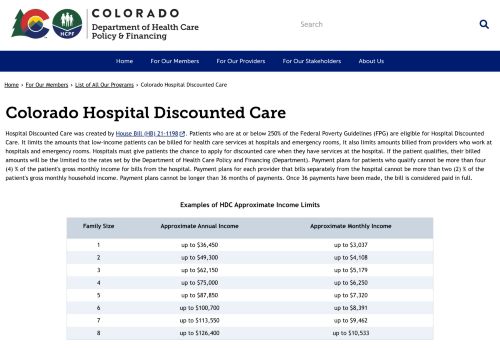 COLORADO
Department of Health Care
Policy & Financing
HCPF
Search
Home For Our Members For Our Providers For Our Stakeholders About Us
Home › For Our Members › List of All Our Programs › Colorado Hospital Discounted Care
Colorado Hospital Discounted Care
Hospital Discounted Care was created by House Bill (HB) 21-1198. Patients who are at or below 250% of the Federal Poverty Guidelines (FPG) are eligible for Hospital Discounted
Care. It limits the amounts that low-income patients can be billed for health care services at hospitals and emergency rooms. It also limits amounts billed from providers who work at
hospitals and emergency rooms. Hospitals must give patients the chance to apply for discounted care when they have services at the hospital. If the patient qualifies, their billed
amounts will be the limited to the rates set by the Department of Health Care Policy and Financing (Department). Payment plans for patients who qualify cannot be more than four
(4) % of the patient's gross monthly income for bills from the hospital. Payment plans for each provider that bills separately from the hospital cannot be more than two (2) % of the
patient's gross monthly household income. Payment plans cannot be longer than 36 months of payments. Once 36 payments have been made, the bill is considered paid in full.
Examples of HDC Approximate Income Limits
Family Size Approximate Annual Income Approximate Monthly Income
1 up to $36,450 up to $3,037
2 up to $49,300 up to $4,108
3 up to $62,150 up to $5,179
4 up to $75,000 up to $6,250
5 up to $87,850 up to $7,320
6 up to $100,700 up to $8,391
7 up to $113,550 up to $9,462
8 up to $126,400 up to $10,533